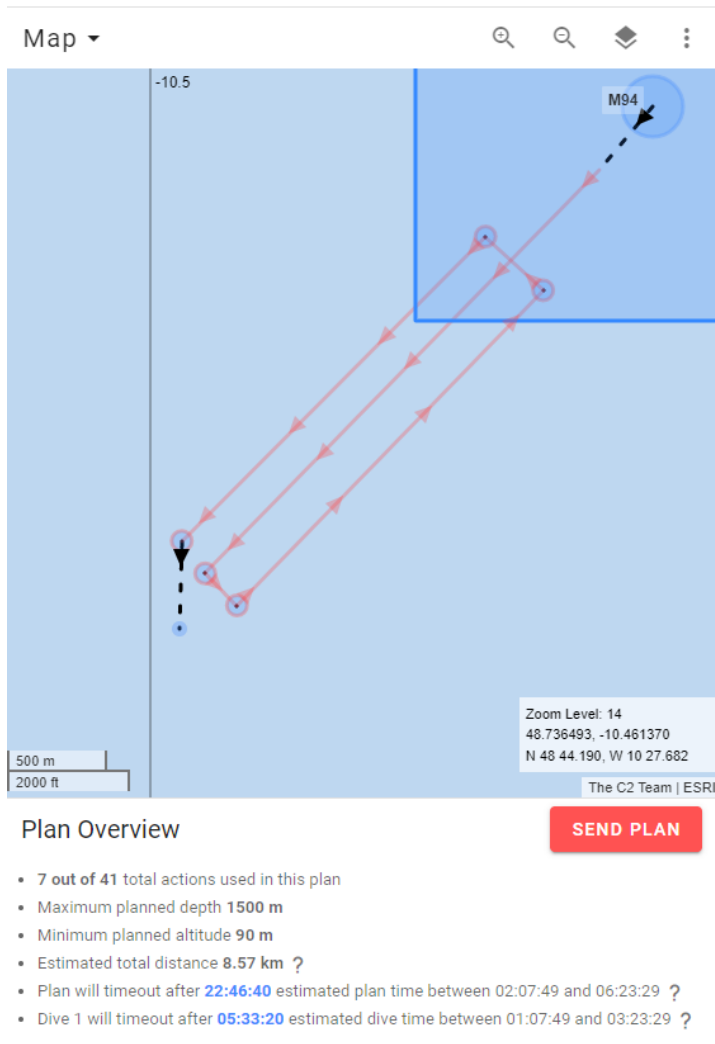 Map
-10.5
M94
Zoom Level: 14
48.736493, -10.461370
N 48 44.190, W 10 27.682
500 m
2000 ft
The C2 Team | ESRI
Plan Overview
SEND PLAN
7 out of 41 total actions used in this plan
Maximum planned depth 1500 m
Minimum planned altitude 90 m
Estimated total distance 8.57 km ?
Plan will timeout after 22:46:40 estimated plan time between 02:07:49 and 06:23:29 ?
Dive 1 will timeout after 05:33:20 estimated dive time between 01:07:49 and 03:23:29 ?